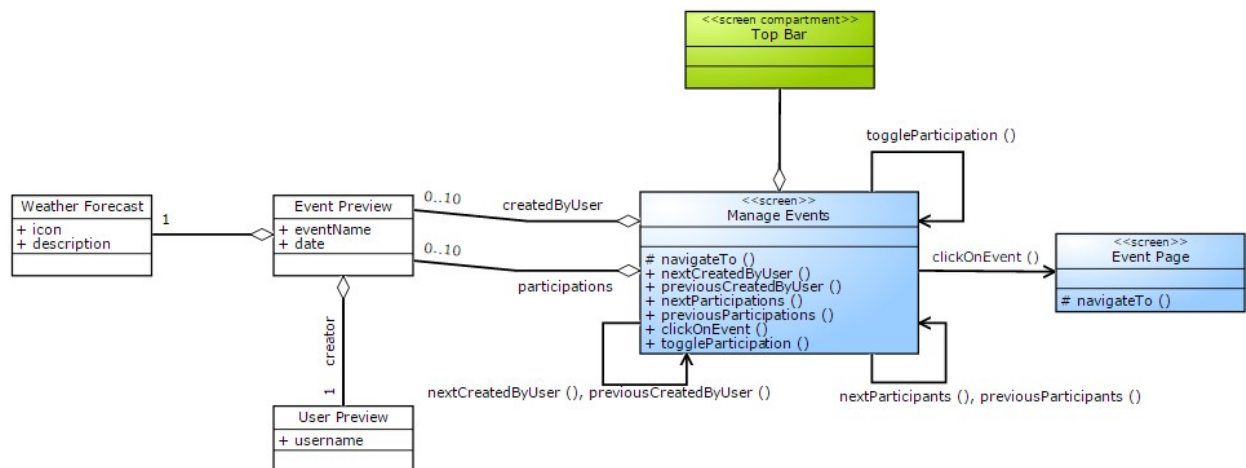 <<screen compartment>>
Top Bar
toggleParticipation ()
Weather Forecast
+ icon
+ description
1
Event Preview
+ eventName
+ date
0..10
createdByUser
0..10
participations
<<screen>>
Manage Events
# navigateTo ()
+ nextCreatedByUser ()
+ previousCreatedByUser ()
+ nextParticipations ()
+ previousParticipations ()
+ clickOnEvent ()
+ toggleParticipation ()
clickOnEvent ()
<<screen>>
Event Page
# navigateTo ()
creator
1
nextCreatedByUser (), previousCreatedByUser ()
nextParticipants (), previousParticipants ()
User Preview
+ username